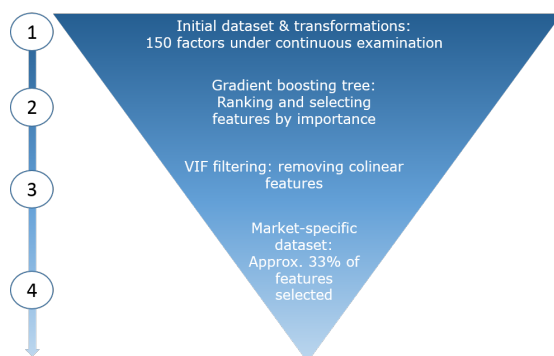 1
Initial dataset & transformations:
150 factors under continuous examination
2
Gradient boosting tree:
Ranking and selecting
features by importance
3
VIF filtering: removing colinear
features
4
Market-specific
dataset:
Approx. 33% of
features
selected